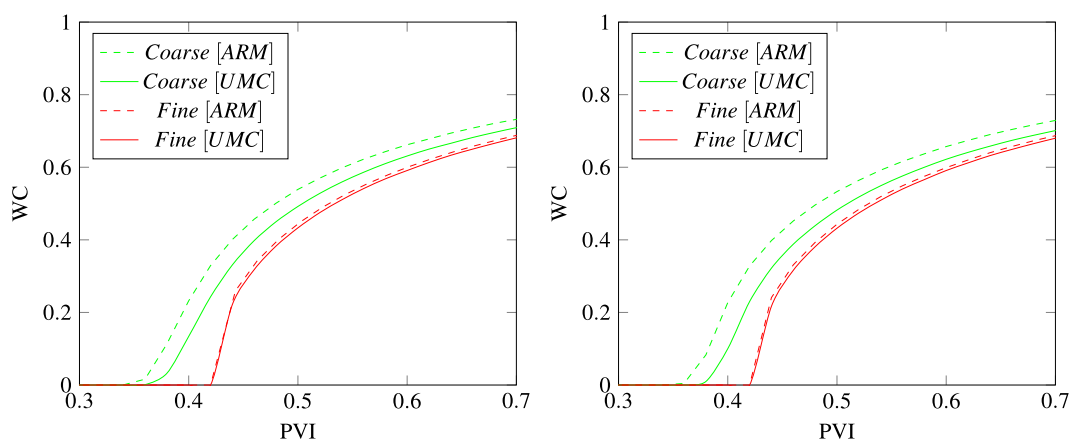 1
0.8
0.6
0.4
0.2
0
0.3
0.4
0.5
0.6
0.7
WC
PVI
Coarse [ARM]
Coarse [UMC]
Fine [ARM]
Fine [UMC]
1
0.8
0.6
0.4
0.2
0
0.3
0.4
0.5
0.6
0.7
WC
PVI
Coarse [ARM]
Coarse [UMC]
Fine [ARM]
Fine [UMC]